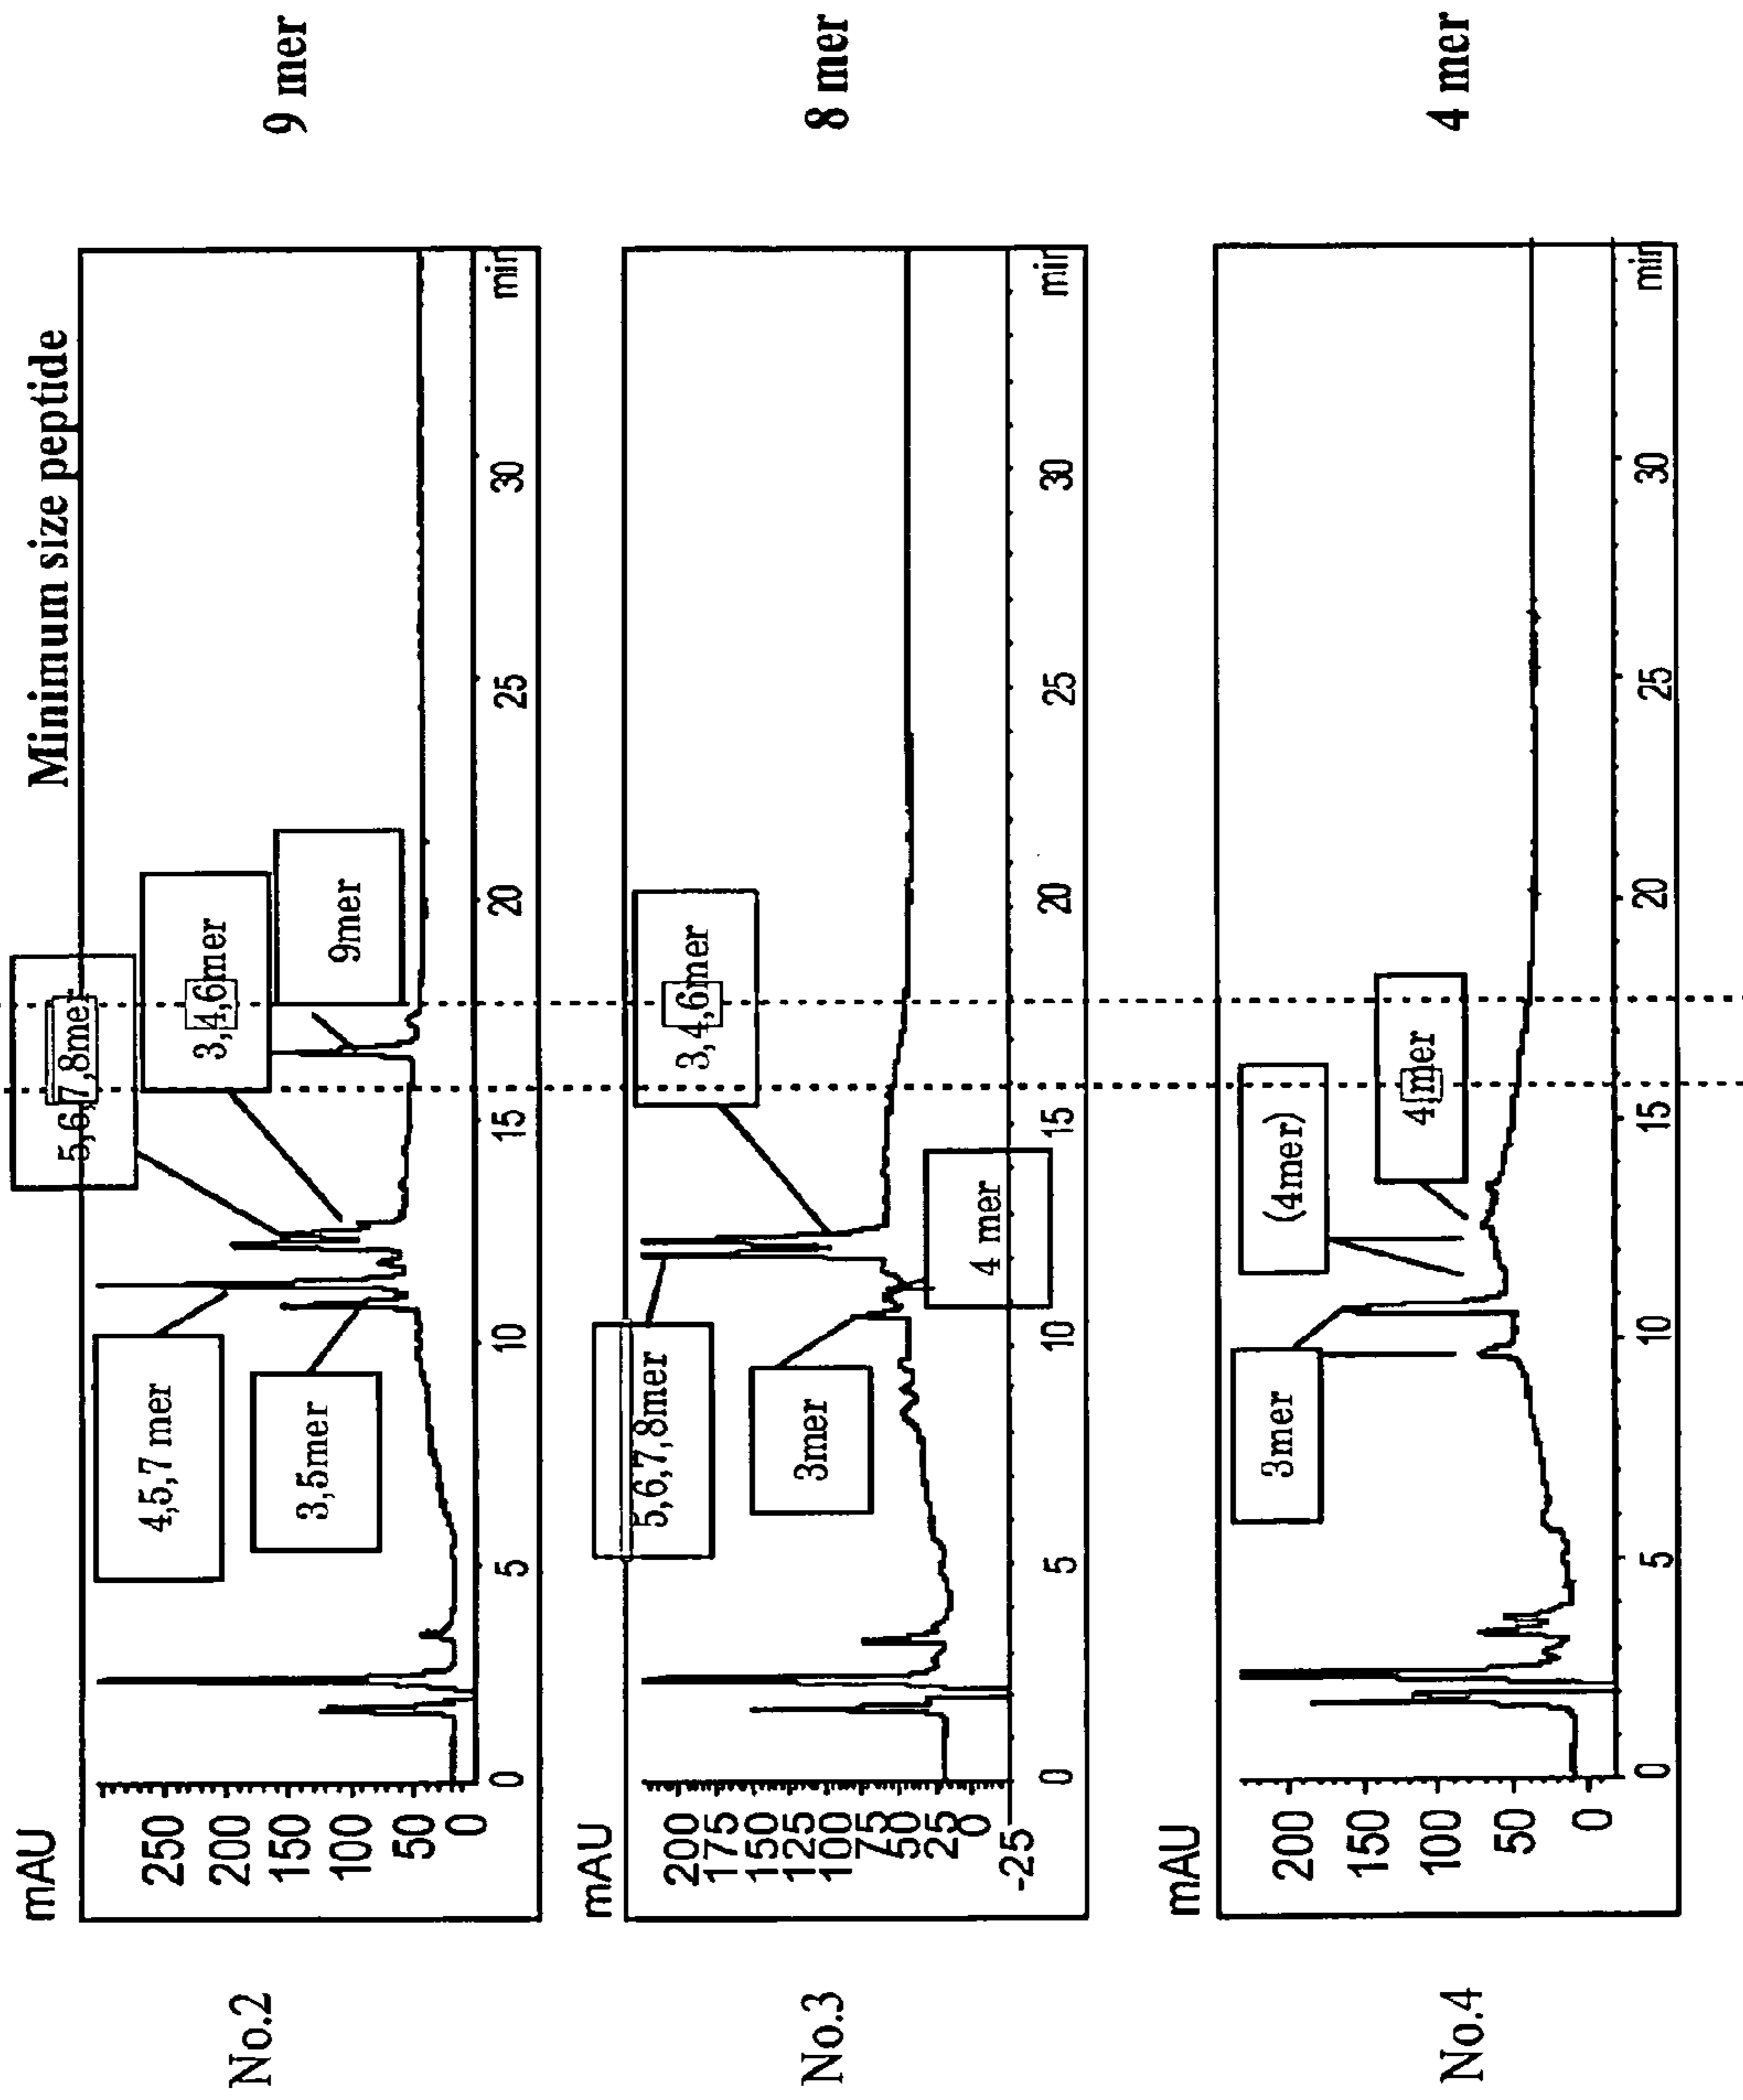 Minimum size peptide
No.2
mAU
250
200
150
100
50
0
4,5,7 mer
3,5mer
5,6,7,8mer
3,4,6mer
9mer
9 mer
0 5 10 15 20 25 30 min
No.3
mAU
200
175
150
125
100
75
50
25
0
-25
5,6,7,8mer
3mer
3,4,6mer
4 mer
8 mer
0 5 10 15 20 25 30 min
No.4
mAU
200
150
100
50
0
3mer
(4mer)
4mer
4 mer
0 5 10 15 20 25 30 min